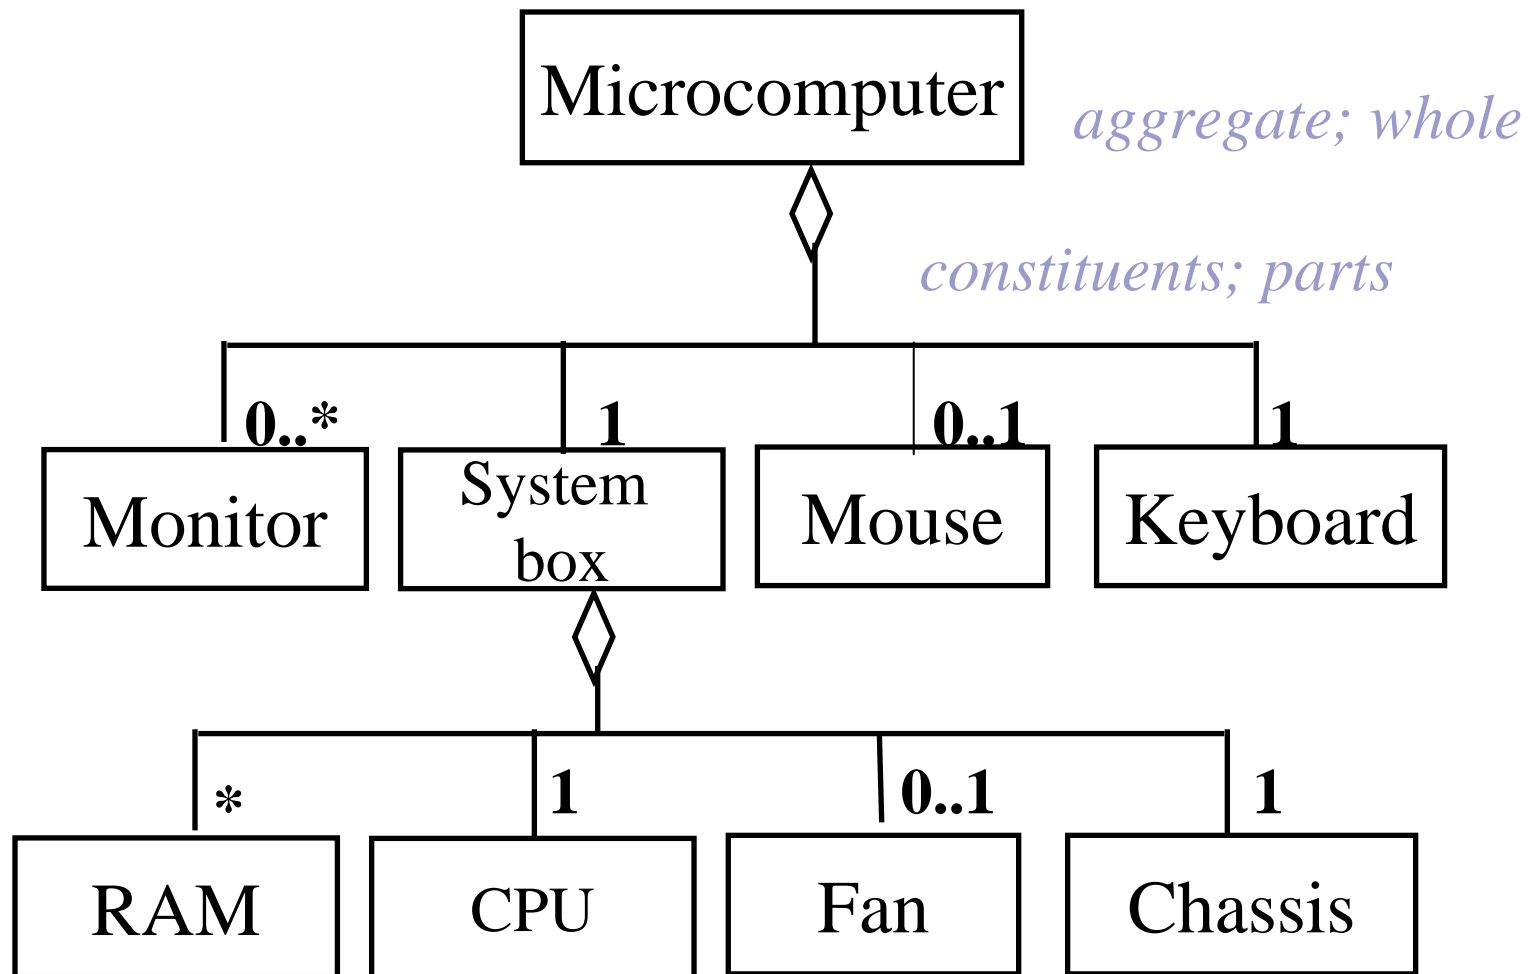 Microcomputer
aggregate; whole
constituents; parts
0..*
1
0..1
1
Monitor
System
box
Mouse
Keyboard
*
1
0..1
1
RAM
CPU
Fan
Chassis